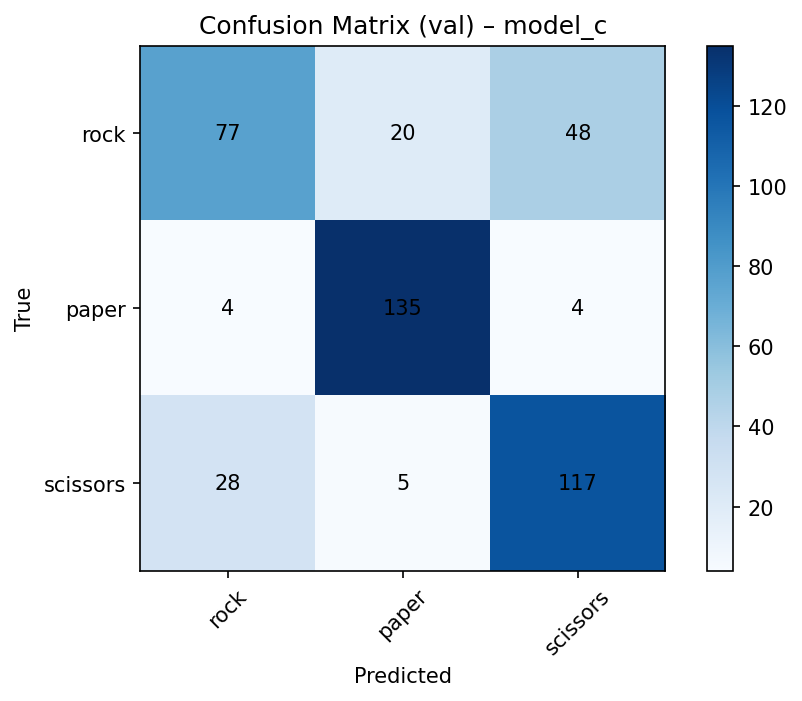 Confusion Matrix (val) – model_c
True
rock 77 20 48
paper 4 135 4
scissors 28 5 117
rock paper scissors
Predicted
120
100
80
60
40
20